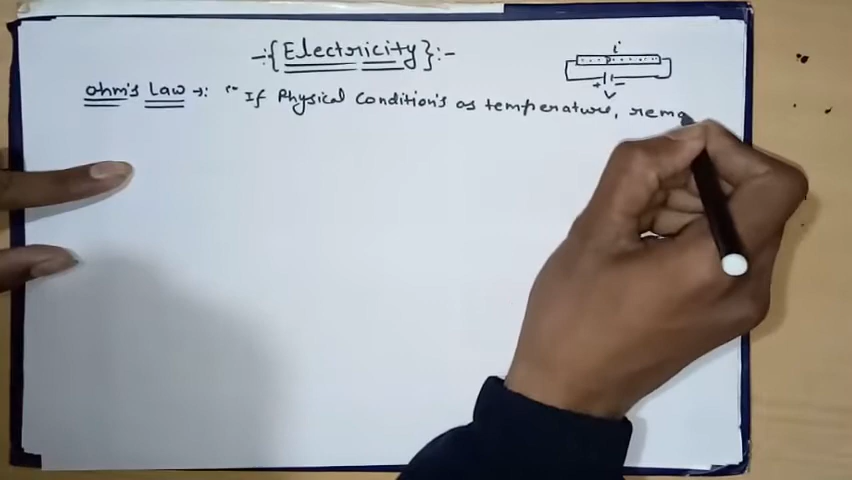 -:{Electricity}:-
i
+ -
V
ohm's Law →: "If Physical Condition's as temperature, rema